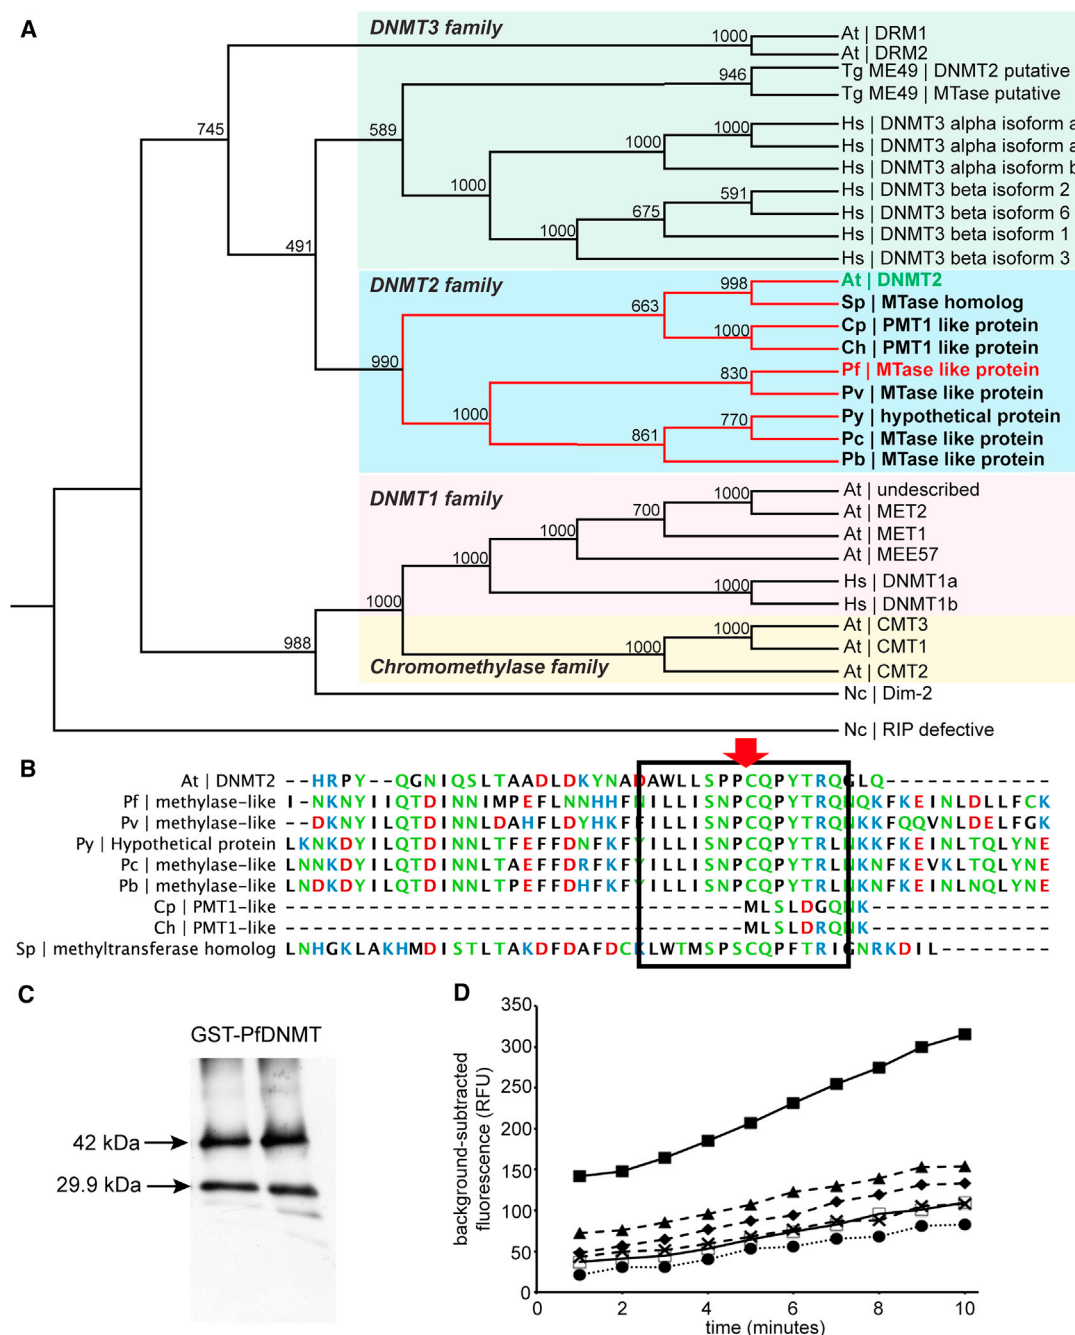 A
DNMT3 family
1000
At | DRM1
At | DRM2
946
Tg ME49 | DNMT2 putative
Tg ME49 | MTase putative
745
589
1000
Hs | DNMT3 alpha isoform a
1000
Hs | DNMT3 alpha isoform a
Hs | DNMT3 alpha isoform b
1000
591
Hs | DNMT3 beta isoform 2
675
Hs | DNMT3 beta isoform 6
1000
Hs | DNMT3 beta isoform 1
491
Hs | DNMT3 beta isoform 3
DNMT2 family
998
At | DNMT2
663
Sp | MTase homolog
1000
Cp | PMT1 like protein
Ch | PMT1 like protein
990
830
Pf | MTase like protein
Pv | MTase like protein
1000
770
Py | hypothetical protein
861
Pc | MTase like protein
Pb | MTase like protein
DNMT1 family
1000
At | undescribed
700
At | MET2
1000
At | MET1
1000
At | MEE57
1000
Hs | DNMT1a
1000
Hs | DNMT1b
988
1000
At | CMT3
1000
At | CMT1
Chromomethylase family
At | CMT2
Nc | Dim-2
Nc | RIP defective
B
At | DNMT2 --HRPY--QGNIQSLTAADLDKYNADAWLLSPPCQPYTRQGLQ----------
Pf | methylase-like I-NKNYIIQTDINNIMPEFLNNHHFNILLISNPCQPYTRQNQKFKEINLDLLFCK
Pv | methylase-like --DKNYILQTDINNLDAHFLDYHKFFILLISNPCQPYTRQNKKFQQVNLDELFGK
Py | Hypothetical protein LKNKDYILQTDINNLTFEFFDNFKFYILLISNPCQPYTRLNKKFKEINLTQLYNE
Pc | methylase-like LNNKDYILQTDINNLTPEFFDRFKFYILLISNPCQPYTRLNKKFKEVKLTQLYNE
Pb | methylase-like LNDKDYILQTDINNLTPEFFDHFKFYILLISNPCQPYTRLNKNFKEINLNQLYNE
Cp | PMT1-like ---------------------------------MLSLDGQNK-------------
Ch | PMT1-like ---------------------------------MLSLDRQNK-------------
Sp | methyltransferase homolog LNHGKLAKHMDISTLTAKDFDAFDCKLWTMSPSCQPFTRIGNRKDIL--------
C
GST-PfDNMT
42 kDa
29.9 kDa
D
background-subtracted
fluorescence (RFU)
350
300
250
200
150
100
50
0
0 2 4 6 8 10
time (minutes)